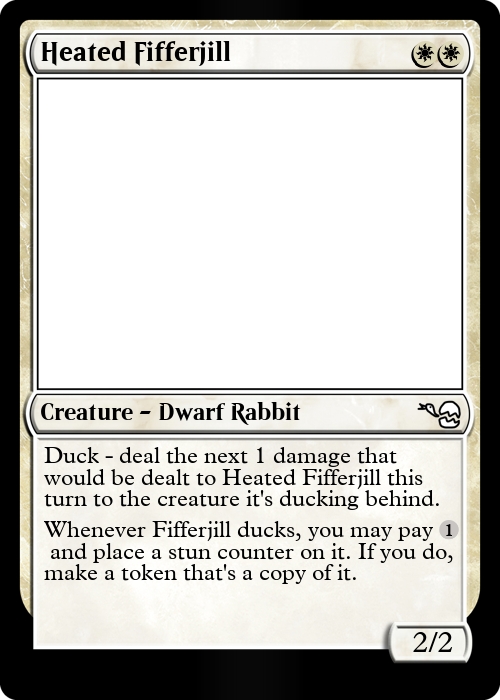 Heated Fifferjill
Creature – Dwarf Rabbit
Duck - deal the next 1 damage that
would be dealt to Heated Fifferjill this
turn to the creature it's ducking behind.
Whenever Fifferjill ducks, you may pay 1
and place a stun counter on it. If you do,
make a token that's a copy of it.
2/2